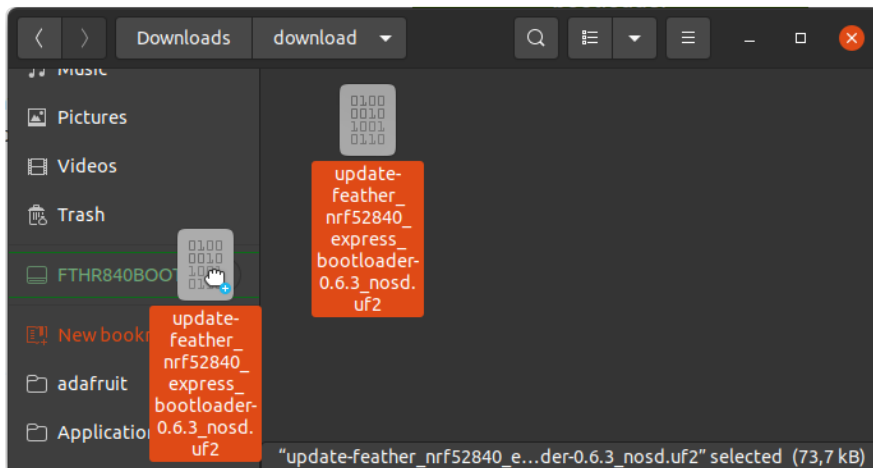 Downloads
download
Music
Pictures
Videos
Trash
FTHR840BOOT
New bookm
adafruit
Application
0100
0010
1001
0110
update-
feather_
nrf52840_
express_
bootloader-
0.6.3_nosd.
uf2
0100
0010
update-
feather_
nrf52840_
express_
bootloader-
0.6.3_nosd.
uf2
“update-feather_nrf52840_e...der-0.6.3_nosd.uf2” selected (73,7 kB)